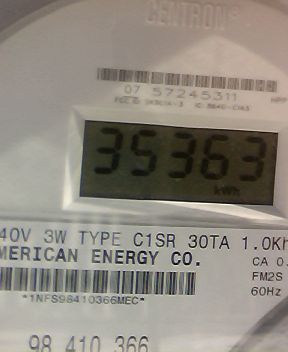 CENTRON®
07 57245311
35363
kWh
40V 3W TYPE C1SR 30TA 1.0Kh
MERICAN ENERGY CO.
CA 0.
FM2S
60Hz
*1NFS98410366MEC*
98 410 366